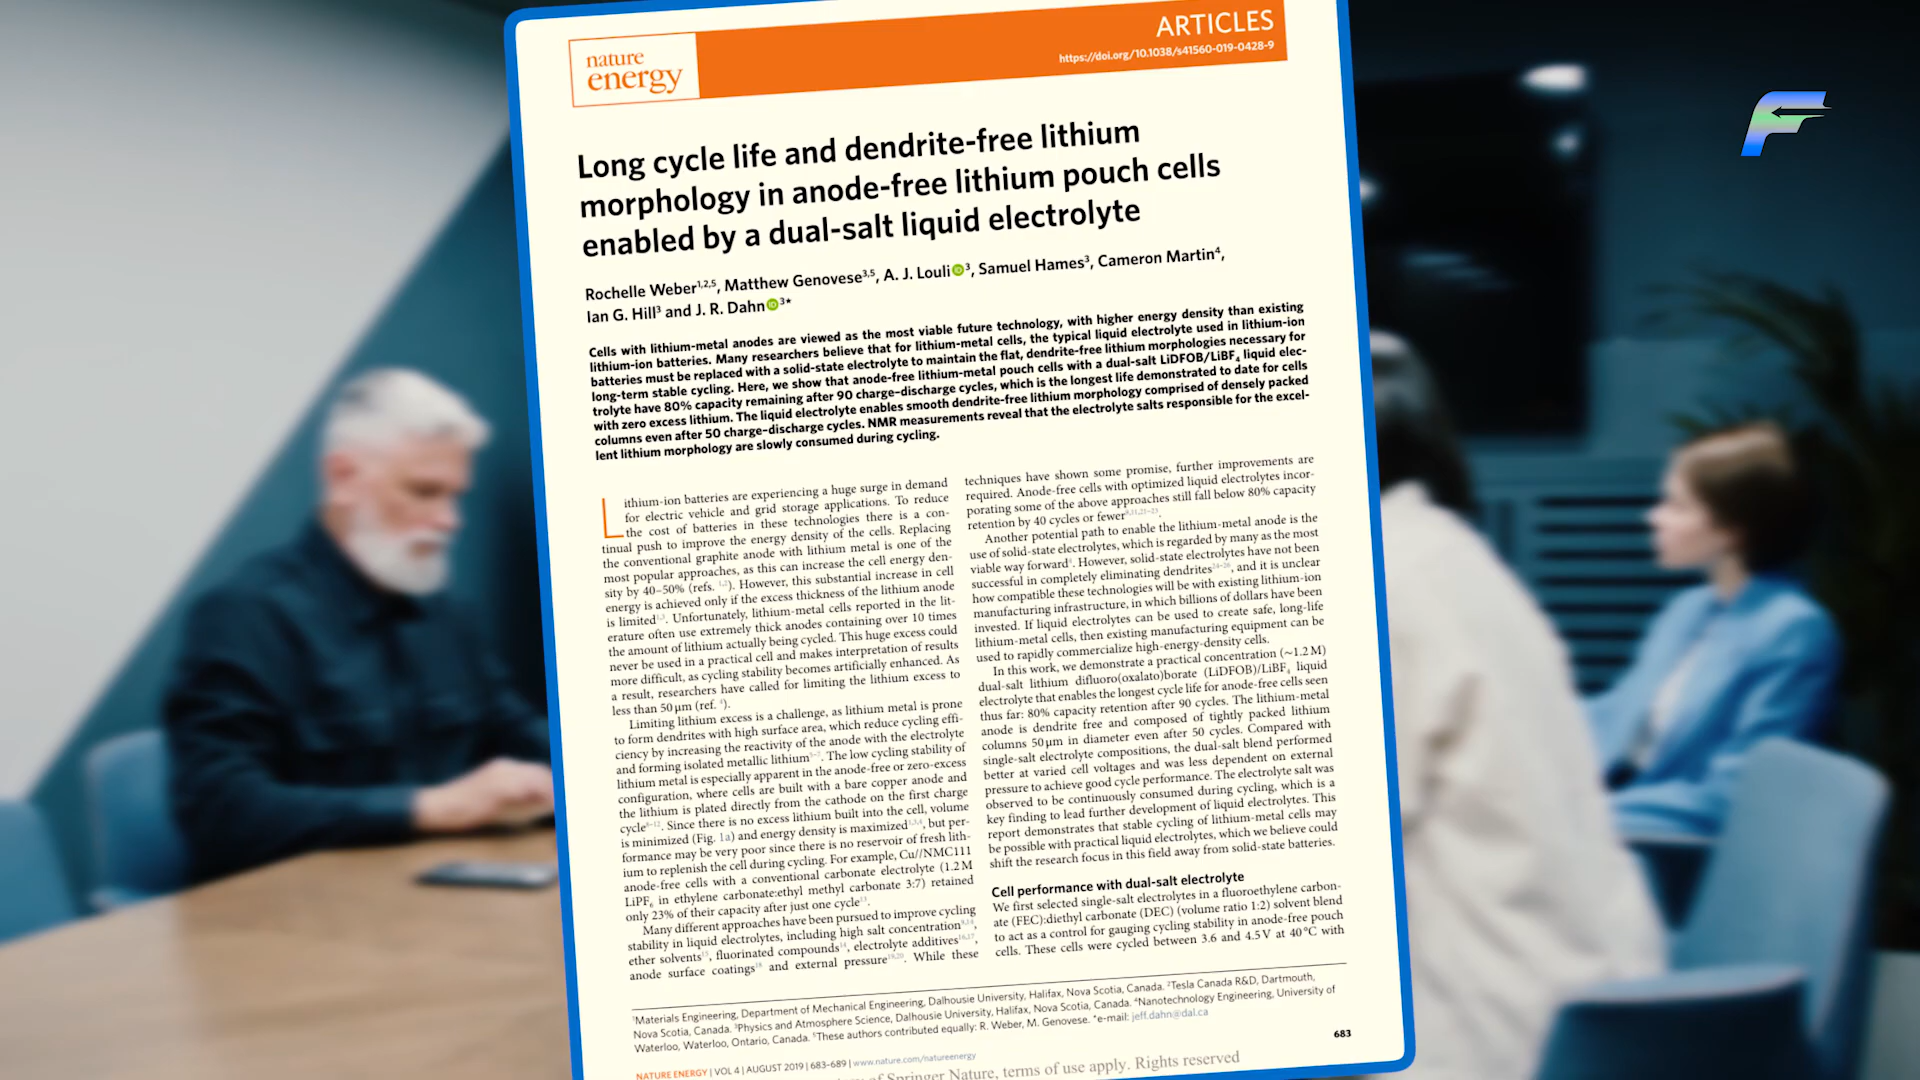 nature
energy
ARTICLES
https://doi.org/10.1038/s41560-019-0428-9
Long cycle life and dendrite-free lithium
morphology in anode-free lithium pouch cells
enabled by a dual-salt liquid electrolyte
Rochelle Weber1,2,5, Matthew Genovese3,5, A. J. Louli3, Samuel Hames3, Cameron Martin4,
Ian G. Hill3 and J. R. Dahn3*
Cells with lithium-metal anodes are viewed as the most viable future technology, with higher energy density than existing
lithium-ion batteries. Many researchers believe that for lithium-metal cells, the typical liquid electrolyte used in lithium-ion
batteries must be replaced with a solid-state electrolyte to maintain the flat, dendrite-free lithium morphologies necessary for
long-term stable cycling. Here, we show that anode-free lithium-metal pouch cells with a dual-salt LiDFOB/LiBF4 liquid elec-
trolyte have 80% capacity remaining after 90 charge–discharge cycles, which is the longest life demonstrated to date for cells
with zero excess lithium. The liquid electrolyte enables smooth dendrite-free lithium morphology comprised of densely packed
columns even after 50 charge–discharge cycles. NMR measurements reveal that the electrolyte salts responsible for the excel-
lent lithium morphology are slowly consumed during cycling.
Lithium-ion batteries are experiencing a huge surge in demand
for electric vehicle and grid storage applications. To reduce
the cost of batteries in these technologies there is a con-
tinual push to improve the energy density of the cells. Replacing
the conventional graphite anode with lithium metal is one of the
most popular approaches, as this can increase the cell energy den-
sity by 40–50% (refs. 1,2). However, this substantial increase in cell
energy is achieved only if the excess thickness of the lithium anode
is limited. Unfortunately, lithium-metal cells reported in the lit-
erature often use extremely thick anodes containing over 10 times
the amount of lithium actually being cycled. This huge excess could
never be used in a practical cell and makes interpretation of results
more difficult, as cycling stability becomes artificially enhanced. As
a result, researchers have called for limiting the lithium excess to
less than 50 μm (ref. ).
Limiting lithium excess is a challenge, as lithium metal is prone
to form dendrites with high surface area, which reduce cycling effi-
ciency by increasing the reactivity of the anode with the electrolyte
and forming isolated metallic lithium. The low cycling stability of
lithium metal is especially apparent in the anode-free or zero-excess
configuration, where cells are built with a bare copper anode and
the lithium is plated directly from the cathode on the first charge
cycle. Since there is no excess lithium built into the cell, volume
is minimized (Fig. 1a) and energy density is maximized, but per-
formance may be very poor since there is no reservoir of fresh lith-
ium to replenish the cell during cycling. For example, Cu//NMC111
anode-free cells with a conventional carbonate electrolyte (1.2 M
LiPF6 in ethylene carbonate:ethyl methyl carbonate 3:7) retained
only 23% of their capacity after just one cycle.
Many different approaches have been pursued to improve cycling
stability in liquid electrolytes, including high salt concentration,
ether solvents, fluorinated compounds, electrolyte additives,
anode surface coatings and external pressure. While these
techniques have shown some promise, further improvements are
required. Anode-free cells with optimized liquid electrolytes incor-
porating some of the above approaches still fall below 80% capacity
retention by 40 cycles or fewer.
Another potential path to enable the lithium-metal anode is the
use of solid-state electrolytes, which is regarded by many as the most
viable way forward. However, solid-state electrolytes have not been
successful in completely eliminating dendrites, and it is unclear
how compatible these technologies will be with existing lithium-ion
manufacturing infrastructure, in which billions of dollars have been
invested. If liquid electrolytes can be used to create safe, long-life
lithium-metal cells, then existing manufacturing equipment can be
used to rapidly commercialize high-energy-density cells.
In this work, we demonstrate a practical concentration (~1.2 M)
dual-salt lithium difluoro(oxalato)borate (LiDFOB)/LiBF4 liquid
electrolyte that enables the longest cycle life for anode-free cells seen
thus far: 80% capacity retention after 90 cycles. The lithium-metal
anode is dendrite free and composed of tightly packed lithium
columns 50 μm in diameter even after 50 cycles. Compared with
single-salt electrolyte compositions, the dual-salt blend performed
better at varied cell voltages and was less dependent on external
pressure to achieve good cycle performance. The electrolyte salt was
observed to be continuously consumed during cycling, which is a
key finding to lead further development of liquid electrolytes. This
report demonstrates that stable cycling of lithium-metal cells may
be possible with practical liquid electrolytes, which we believe could
shift the research focus in this field away from solid-state batteries.
Cell performance with dual-salt electrolyte
We first selected single-salt electrolytes in a fluoroethylene carbon-
ate (FEC):diethyl carbonate (DEC) (volume ratio 1:2) solvent blend
to act as a control for gauging cycling stability in anode-free pouch
cells. These cells were cycled between 3.6 and 4.5 V at 40 °C with
1Materials Engineering, Department of Mechanical Engineering, Dalhousie University, Halifax, Nova Scotia, Canada. 2Tesla Canada R&D, Dartmouth,
Nova Scotia, Canada. 3Physics and Atmosphere Science, Dalhousie University, Halifax, Nova Scotia, Canada. 4Nanotechnology Engineering, University of
Waterloo, Waterloo, Ontario, Canada. 5These authors contributed equally: R. Weber, M. Genovese. *e-mail: jeff.dahn@dal.ca
683
NATURE ENERGY | VOL 4 | AUGUST 2019 | 683–689 | www.nature.com/natureenergy
of Springer Nature, terms of use apply. Rights reserved